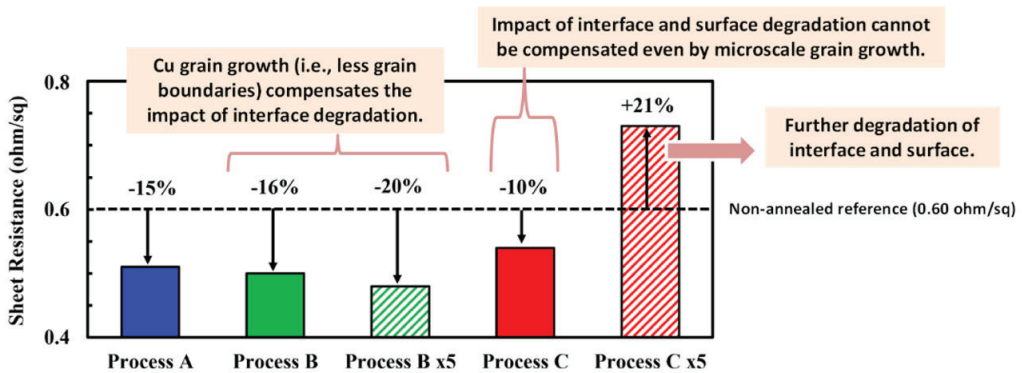 Impact of interface and surface degradation cannot
be compensated even by microscale grain growth.
Cu grain growth (i.e., less grain
boundaries) compensates the
impact of interface degradation.
+21%
Further degradation of
interface and surface.
-15%
-16%
-20%
-10%
Non-annealed reference (0.60 ohm/sq)
Sheet Resistance (ohm/sq)
0.8
0.6
0.4
Process A
Process B
Process B x5
Process C
Process C x5